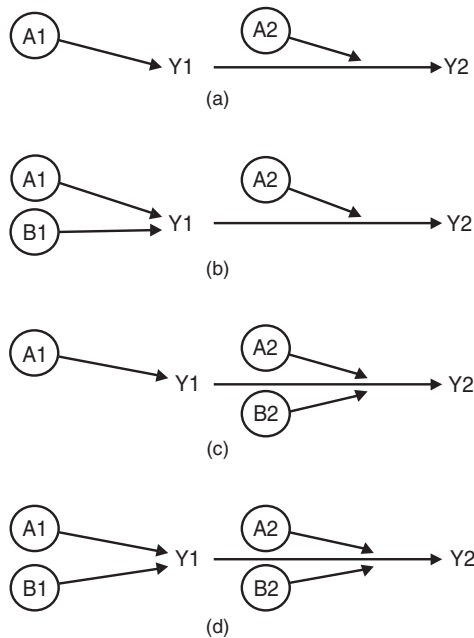 A1 A2
Y1 Y2
(a)
A1 A2
B1 Y1 Y2
(b)
A1 A2
Y1 Y2
B2
(c)
A1 A2
Y1 Y2
B1 B2
(d)